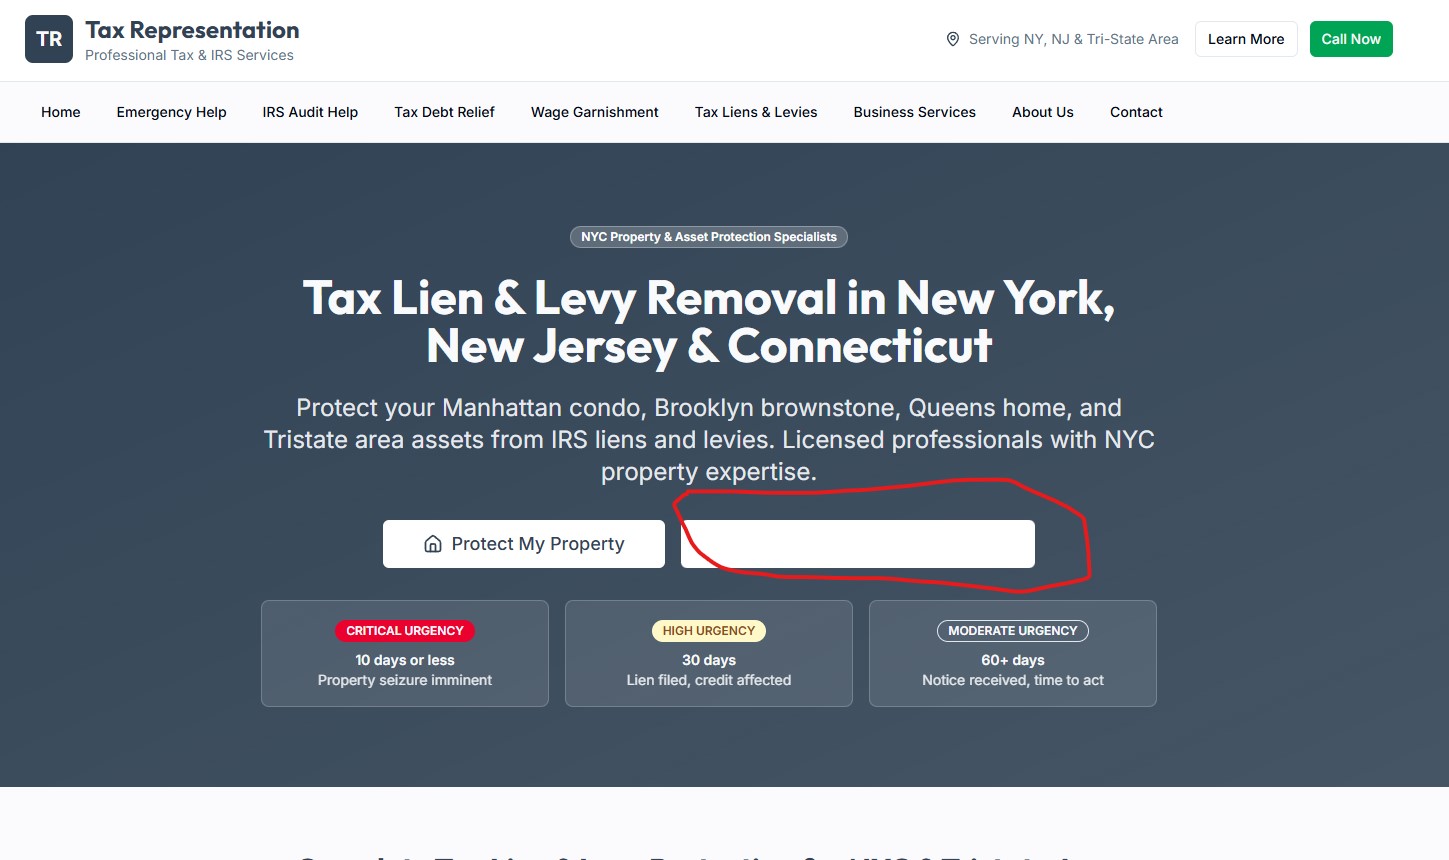 TR
Tax Representation
Professional Tax & IRS Services
Serving NY, NJ & Tri-State Area
Learn More
Call Now
Home
Emergency Help
IRS Audit Help
Tax Debt Relief
Wage Garnishment
Tax Liens & Levies
Business Services
About Us
Contact
NYC Property & Asset Protection Specialists
Tax Lien & Levy Removal in New York,
New Jersey & Connecticut
Protect your Manhattan condo, Brooklyn brownstone, Queens home, and
Tristate area assets from IRS liens and levies. Licensed professionals with NYC
property expertise.
Protect My Property
CRITICAL URGENCY
10 days or less
Property seizure imminent
HIGH URGENCY
30 days
Lien filed, credit affected
MODERATE URGENCY
60+ days
Notice received, time to act